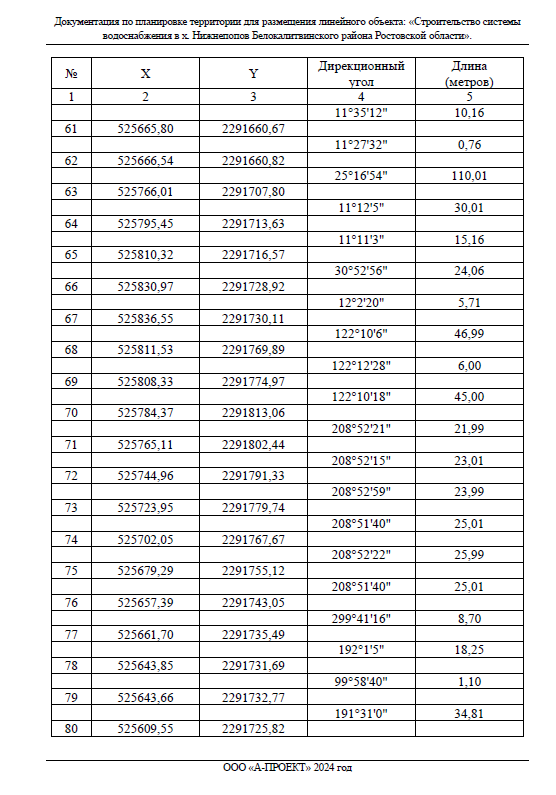 Документация по планировке территории для размещения линейного объекта: «Строительство системы
водоснабжения в х. Нижнепопов Белокалитвинского района Ростовской области».
№ X Y Дирекционный угол Длина (метров)
1 2 3 4 5
11°35'12" 10,16
61 525665,80 2291660,67
11°27'32" 0,76
62 525666,54 2291660,82
25°16'54" 110,01
63 525766,01 2291707,80
11°12'5" 30,01
64 525795,45 2291713,63
11°11'3" 15,16
65 525810,32 2291716,57
30°52'56" 24,06
66 525830,97 2291728,92
12°2'20" 5,71
67 525836,55 2291730,11
122°10'6" 46,99
68 525811,53 2291769,89
122°12'28" 6,00
69 525808,33 2291774,97
122°10'18" 45,00
70 525784,37 2291813,06
208°52'21" 21,99
71 525765,11 2291802,44
208°52'15" 23,01
72 525744,96 2291791,33
208°52'59" 23,99
73 525723,95 2291779,74
208°51'40" 25,01
74 525702,05 2291767,67
208°52'22" 25,99
75 525679,29 2291755,12
208°51'40" 25,01
76 525657,39 2291743,05
299°41'16" 8,70
77 525661,70 2291735,49
192°1'5" 18,25
78 525643,85 2291731,69
99°58'40" 1,10
79 525643,66 2291732,77
191°31'0" 34,81
80 525609,55 2291725,82
ООО «А-ПРОЕКТ» 2024 год